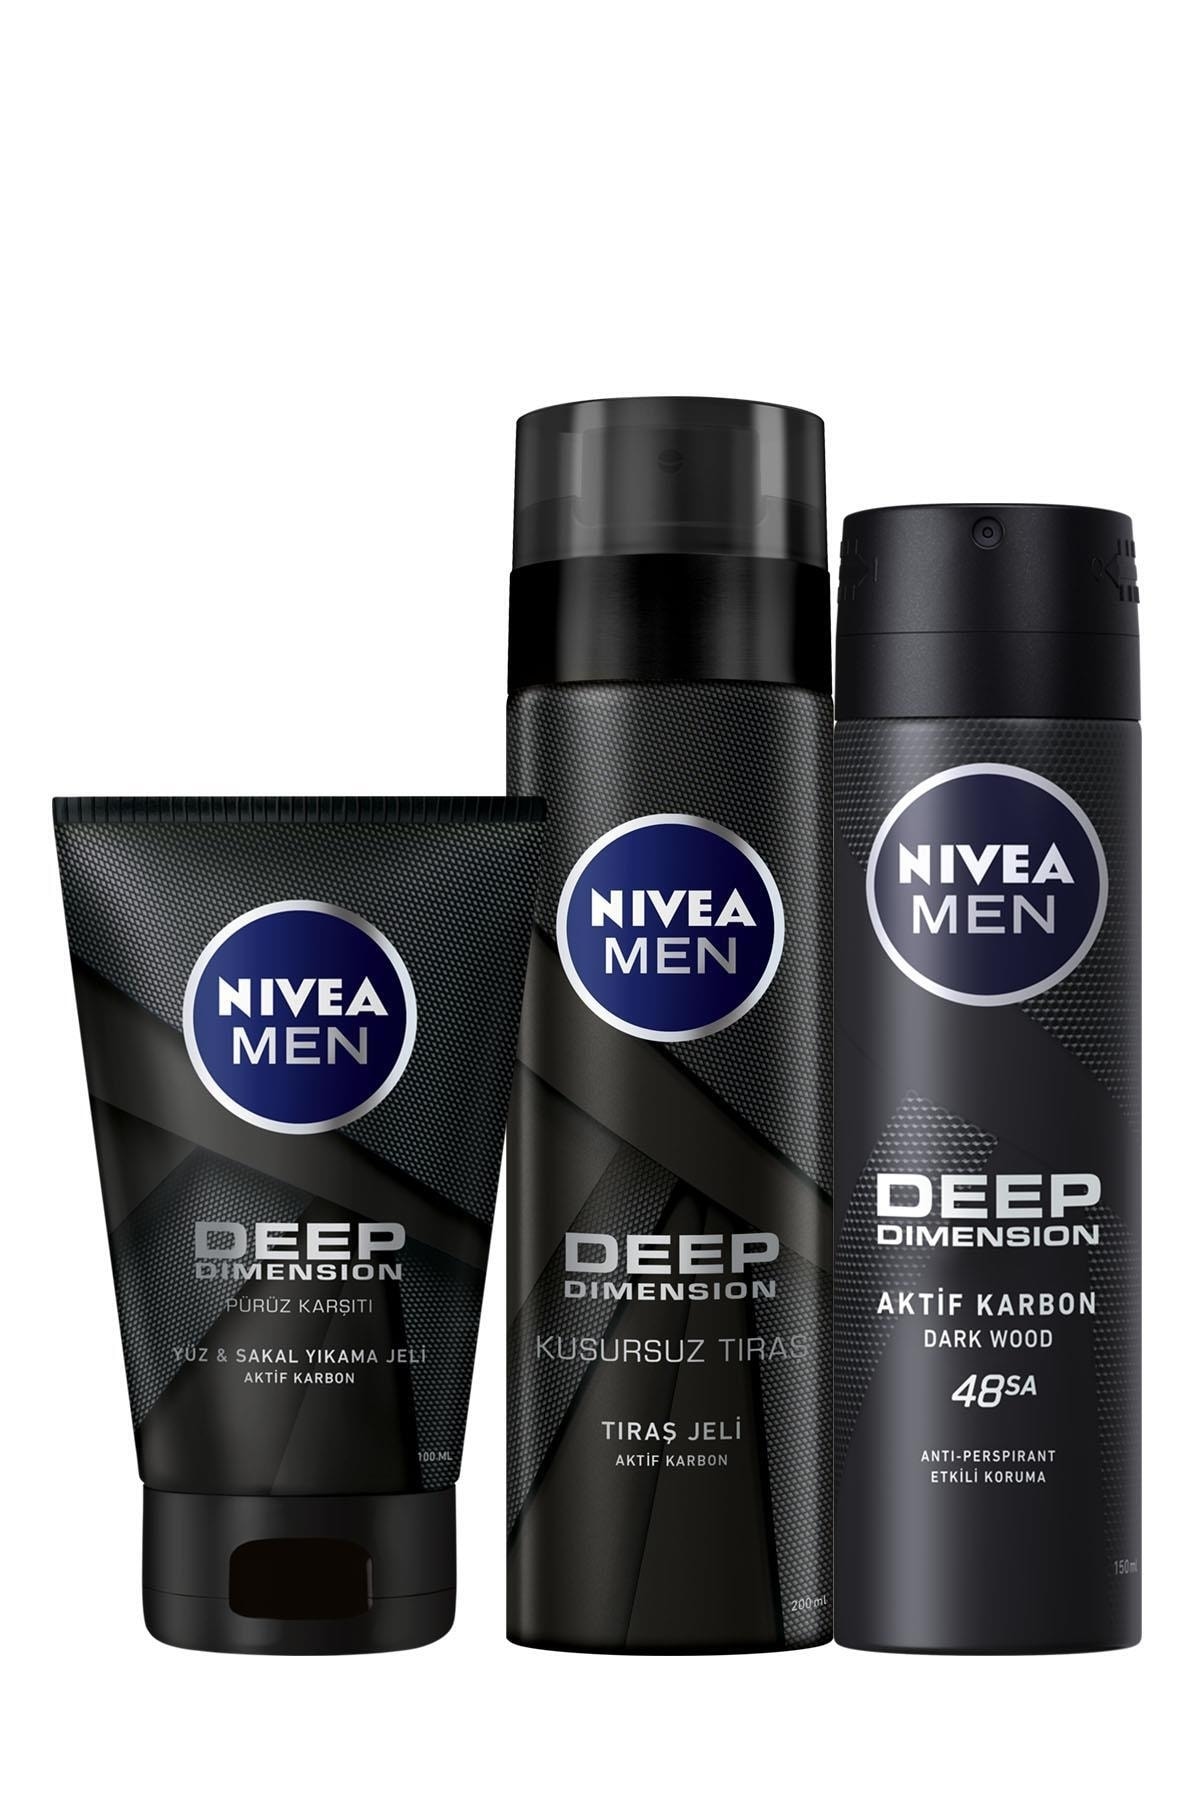 NIVEA
MEN
DEEP
DIMENSION
PÜRÜZ KARŞITI
YÜZ & SAKAL YIKAMA JELİ
AKTİF KARBON
100 ML
NIVEA
MEN
DEEP
DIMENSION
KUSURSUZ TIRAŞ
TIRAŞ JELİ
AKTİF KARBON
200 ml
NIVEA
MEN
DEEP
DIMENSION
AKTİF KARBON
DARK WOOD
48SA
ANTI-PERSPIRANT
ETKİLİ KORUMA
150ml